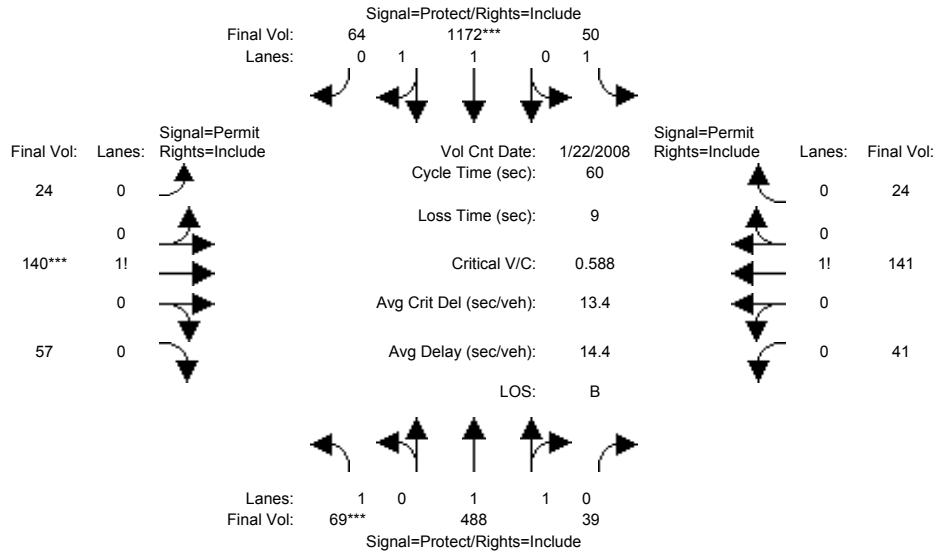 Signal=Protect/Rights=Include
Final Vol: 64 1172*** 50
Lanes: 0 1 1 0 1
Signal=Permit Signal=Permit
Final Vol: Lanes: Rights=Include Vol Cnt Date: 1/22/2008 Rights=Include Lanes: Final Vol:
Cycle Time (sec): 60
24 0 0 24
Loss Time (sec): 9
0 0
140*** 1! Critical V/C: 0.588 1! 141
0 Avg Crit Del (sec/veh): 13.4 0
57 0 Avg Delay (sec/veh): 14.4 0 41
LOS: B
Lanes: 1 0 1 1 0
Final Vol: 69*** 488 39
Signal=Protect/Rights=Include